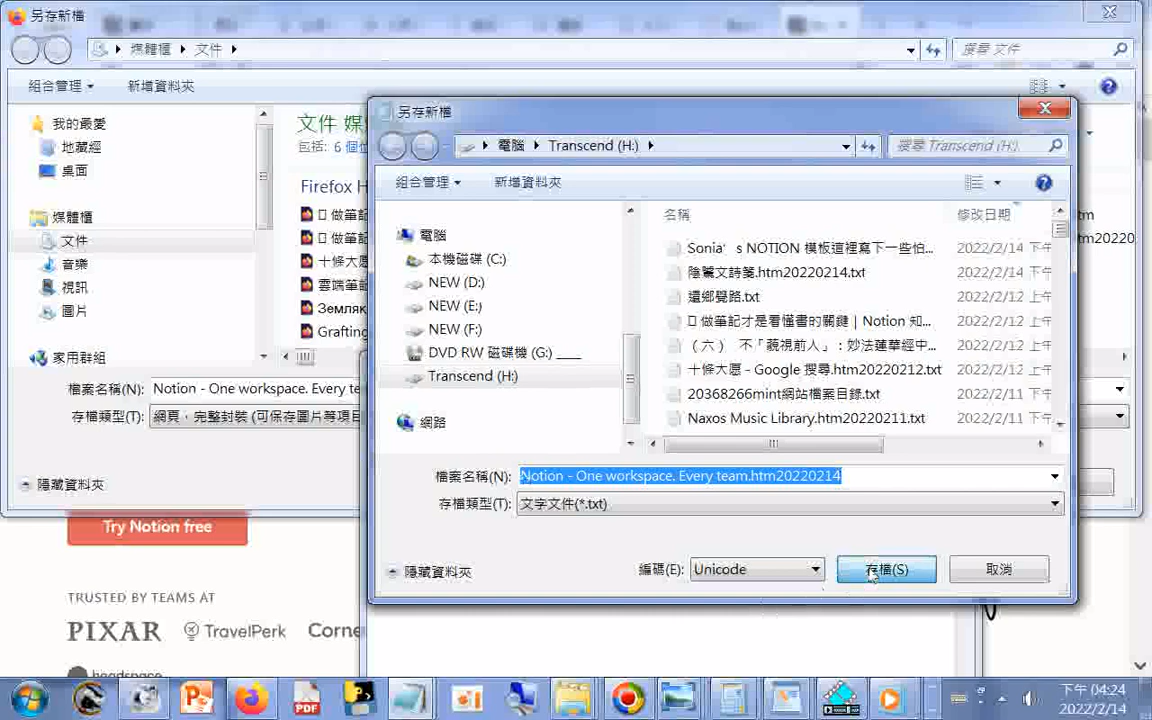 另存新檔
媒體櫃 文件
搜尋 文件
組合管理 新增資料夾
我的最愛
地藏經
桌面
媒體櫃
文件
音樂
視訊
圖片
家用群組
文件 媒
包括: 6 個位
Firefox H
做筆記
做筆記
十條大愿
雲端筆記
Земляк
Grafting
檔案名稱(N): Notion - One workspace. Every te
存檔類型(T): 網頁，完整封裝 (可保存圖片等項目
隱藏資料夾
另存新檔
電腦 Transcend (H:)
搜尋 Transcend (H:)
組合管理 新增資料夾
電腦
本機磁碟 (C:)
NEW (D:)
NEW (E:)
NEW (F:)
DVD RW 磁碟機 (G:) ____
Transcend (H:)
網路
名稱 修改日期
Sonia's NOTION 模板這裡寫下一些怕... 2022/2/14 下午
陰騭文詩箋.htm20220214.txt 2022/2/14 下午
還鄉覺路.txt 2022/2/12 上午
做筆記才是看懂書的關鍵 | Notion 知... 2022/2/12 上午
（六） 不「藐視前人」：妙法蓮華經中... 2022/2/12 上午
十條大愿 - Google 搜尋.htm20220212.txt 2022/2/12 上午
20368266mint網站檔案目錄.txt 2022/2/11 下午
Naxos Music Library.htm20220211.txt 2022/2/11 下午
檔案名稱(N): Notion - One workspace. Every team.htm20220214
存檔類型(T): 文字文件(*.txt)
隱藏資料夾 編碼(E): Unicode 存檔(S) 取消
tm
tm20220
Try Notion free
TRUSTED BY TEAMS AT
PIXAR TravelPerk Corne
headspace
PDF
下午 04:24
2022/2/14